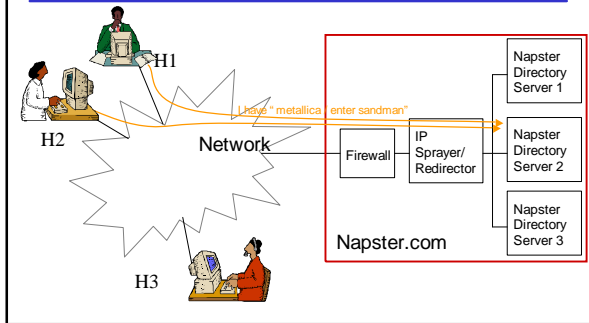 H1
H2
I have " metallica / enter sandman"
Network
Firewall
IP
Sprayer/
Redirector
Napster
Directory
Server 1
Napster
Directory
Server 2
Napster
Directory
Server 3
Napster.com
H3